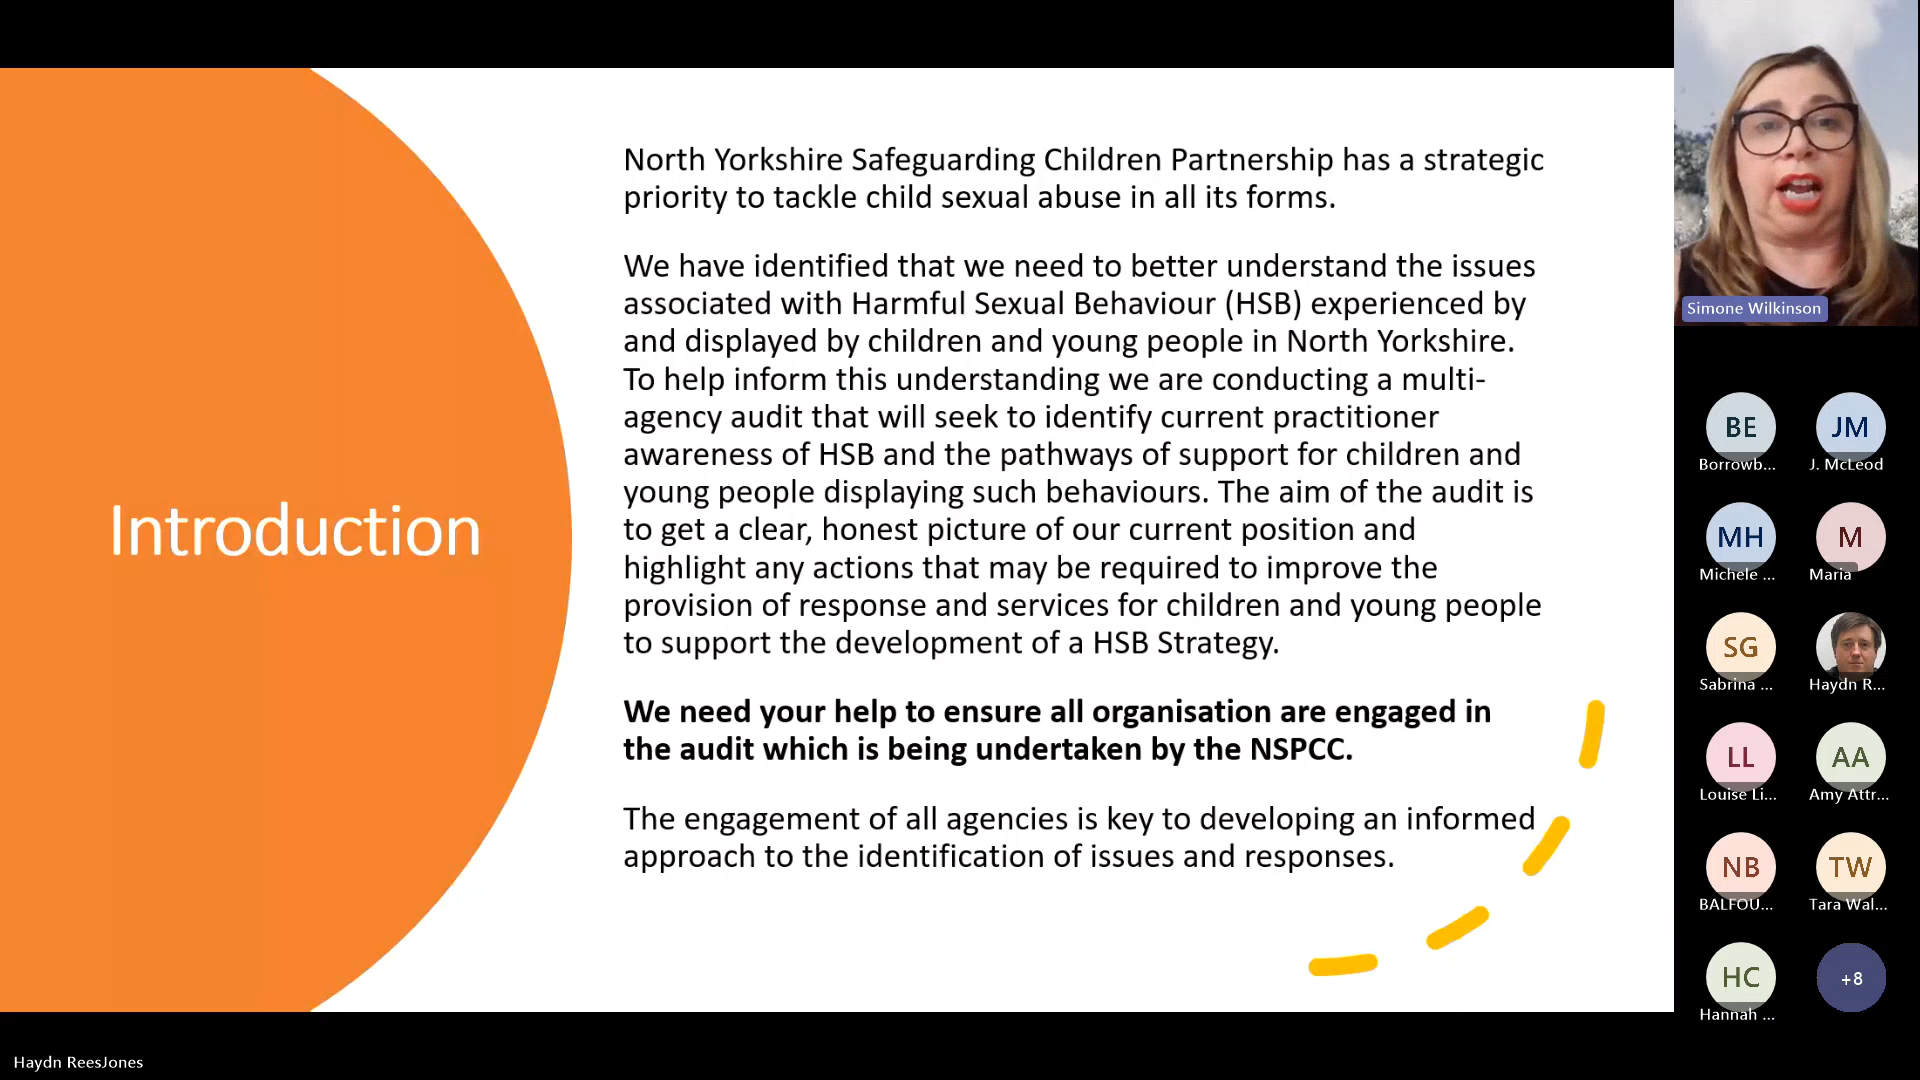 Introduction
North Yorkshire Safeguarding Children Partnership has a strategic
priority to tackle child sexual abuse in all its forms.
We have identified that we need to better understand the issues
associated with Harmful Sexual Behaviour (HSB) experienced by
and displayed by children and young people in North Yorkshire.
To help inform this understanding we are conducting a multi-
agency audit that will seek to identify current practitioner
awareness of HSB and the pathways of support for children and
young people displaying such behaviours. The aim of the audit is
to get a clear, honest picture of our current position and
highlight any actions that may be required to improve the
provision of response and services for children and young people
to support the development of a HSB Strategy.
We need your help to ensure all organisation are engaged in
the audit which is being undertaken by the NSPCC.
The engagement of all agencies is key to developing an informed
approach to the identification of issues and responses.
Simone Wilkinson
BE
JM
Borrowb...
J. McLeod
MH
M
Michele ...
Maria
SG
Sabrina ...
Haydn R...
LL
AA
Louise Li...
Amy Attr...
NB
TW
BALFOU...
Tara Wal...
HC
+8
Hannah ...
Haydn ReesJones